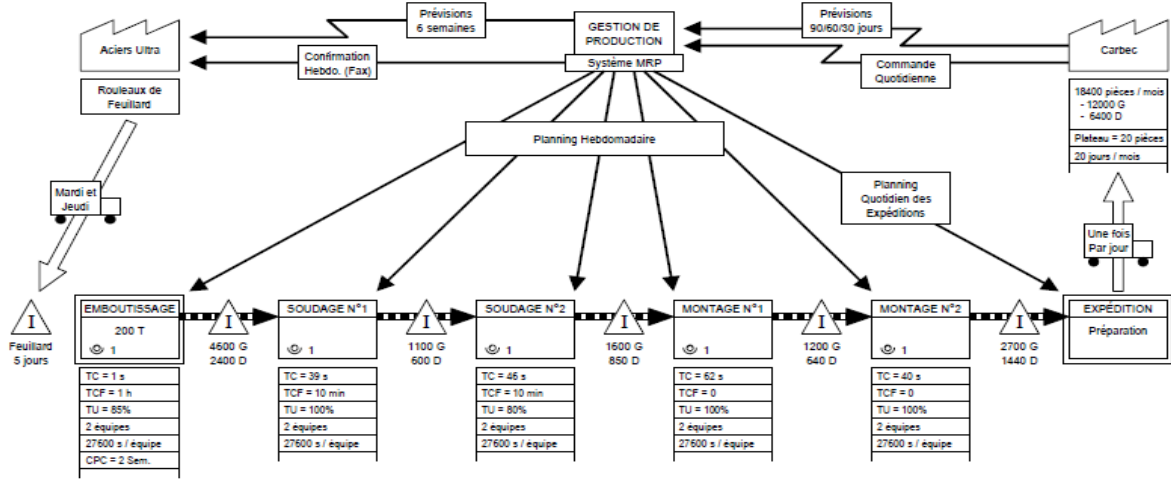 Aciers Ultra
Rouleaux de
Feuillard
Prévisions
6 semaines
Confirmation
Hebdo. (Fax)
GESTION DE
PRODUCTION
Système MRP
Prévisions
90/60/30 jours
Commande
Quotidienne
Carbec
18400 pièces / mois
- 12000 G
- 6400 D
Plateau = 20 pièces
20 jours / mois
Planning Hebdomadaire
Planning
Quotidien des
Expéditions
Mardi et
Jeudi
Une fois
Par jour
I
Feuillard
5 jours
EMBOUTISSAGE
200 T
1
TC = 1 s
TCF = 1 h
TU = 85%
2 équipes
27600 s / équipe
CPC = 2 Sem.
I
4600 G
2400 D
SOUDAGE N°1
1
TC = 39 s
TCF = 10 min
TU = 100%
2 équipes
27600 s / équipe
I
1100 G
600 D
SOUDAGE N°2
1
TC = 46 s
TCF = 10 min
TU = 80%
2 équipes
27600 s / équipe
I
1600 G
850 D
MONTAGE N°1
1
TC = 62 s
TCF = 0
TU = 100%
2 équipes
27600 s / équipe
I
1200 G
640 D
MONTAGE N°2
1
TC = 40 s
TCF = 0
TU = 100%
2 équipes
27600 s / équipe
I
2700 G
1440 D
EXPÉDITION
Préparation